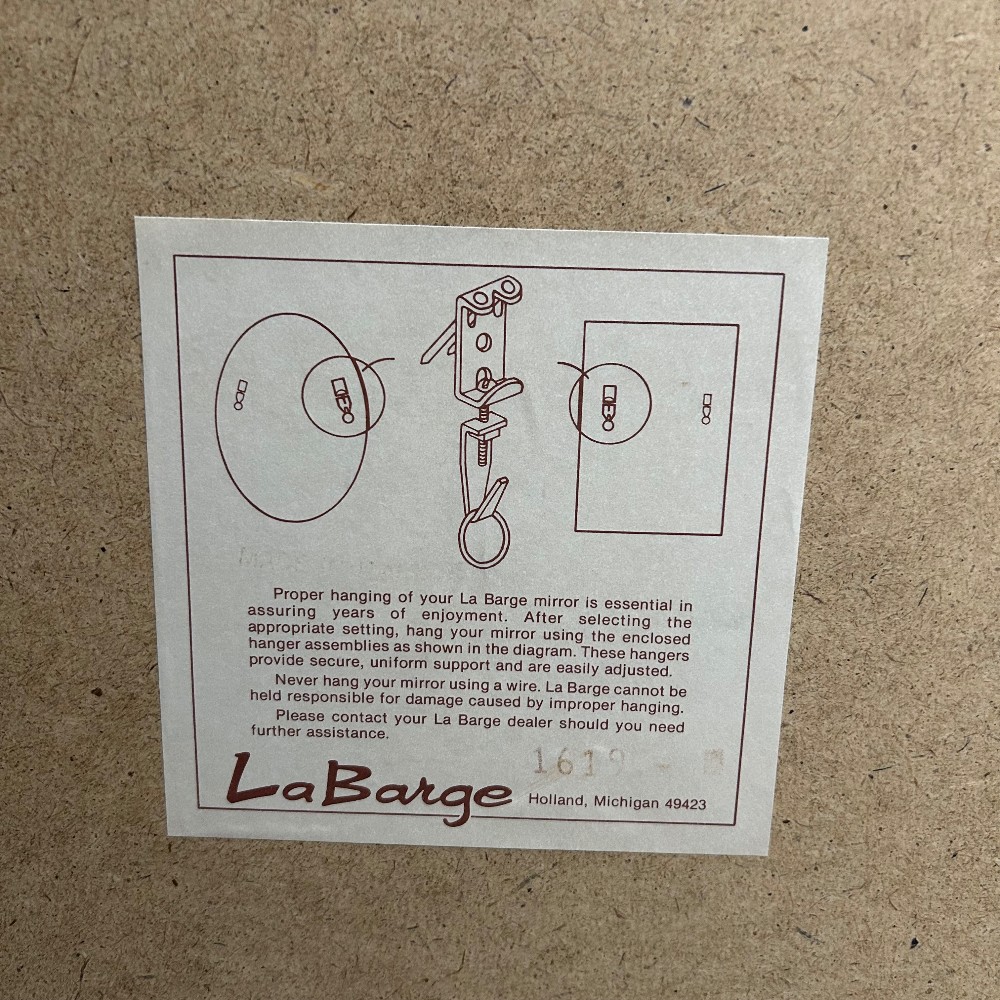 Proper hanging of your La Barge mirror is essential in
assuring years of enjoyment. After selecting the
appropriate setting, hang your mirror using the enclosed
hanger assemblies as shown in the diagram. These hangers
provide secure, uniform support and are easily adjusted.
Never hang your mirror using a wire. La Barge cannot be
held responsible for damage caused by improper hanging.
Please contact your La Barge dealer should you need
further assistance.
LaBarge Holland, Michigan 49423